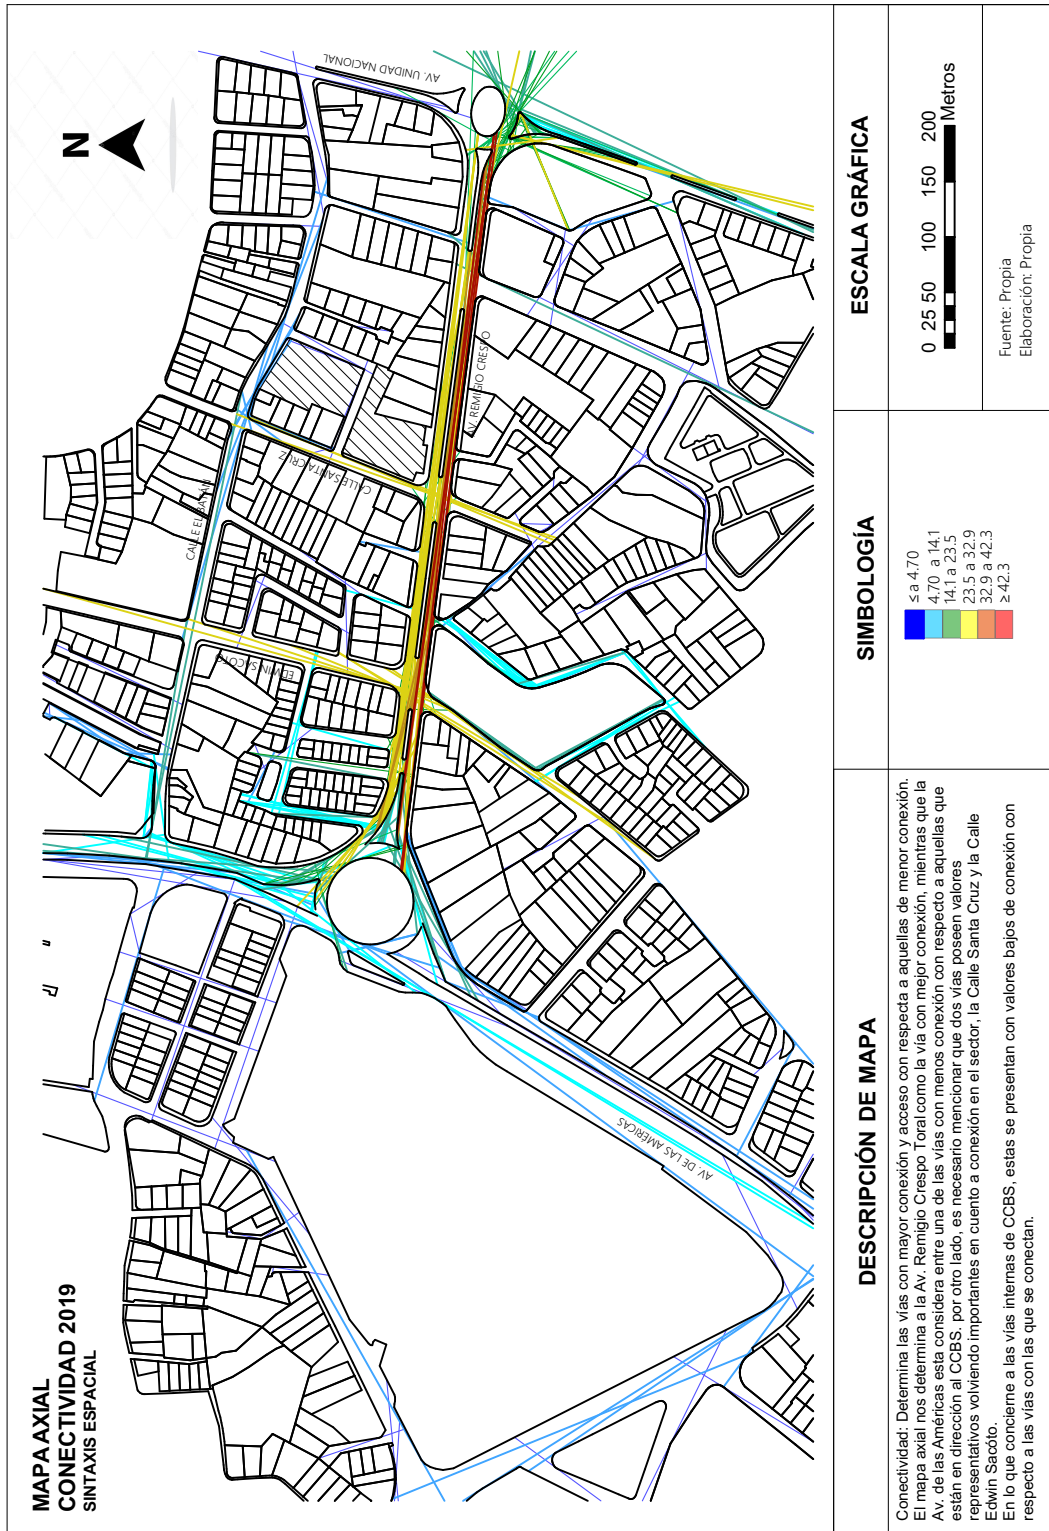 MAPA AXIAL
CONECTIVIDAD 2019
SINTAXIS ESPACIAL
N
AV. UNIDAD NACIONAL
CALLE EL BATÁN
CALLE SANTA CRUZ
AV. REMIGIO CRESPO
EDWIN SACOTO
AV. DE LAS AMÉRICAS
DESCRIPCIÓN DE MAPA
Conectividad: Determina las vías con mayor conexión y acceso con respecta a aquellas de menor conexión.
El mapa axial nos determina a la Av. Remigio Crespo Toral como la vía con mejor conexión, mientras que la
Av. de las Américas esta considera entre una de las vías con menos conexión con respecto a aquellas que
están en dirección al CCBS. por otro lado, es necesario mencionar que dos vías poseen valores
representativos volviendo importantes en cuento a conexión en el sector, la Calle Santa Cruz y la Calle
Edwin Sacóto.
En lo que concierne a las vías internas de CCBS, estas se presentan con valores bajos de conexión con
respecto a las vías con las que se conectan.
SIMBOLOGÍA
≤ a 4.70
4.70 a 14.1
14.1 a 23.5
23.5 a 32.9
32.9 a 42.3
≥ 42.3
ESCALA GRÁFICA
0 25 50 100 150 200
Metros
Fuente: Propia
Elaboración: Propia